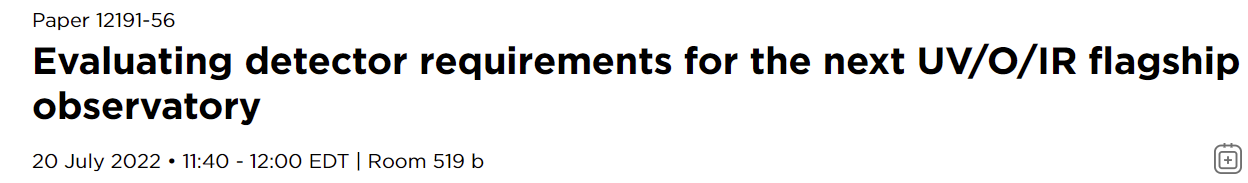 Paper 12191-56
Evaluating detector requirements for the next UV/O/IR flagship
observatory
20 July 2022 • 11:40 - 12:00 EDT | Room 519 b